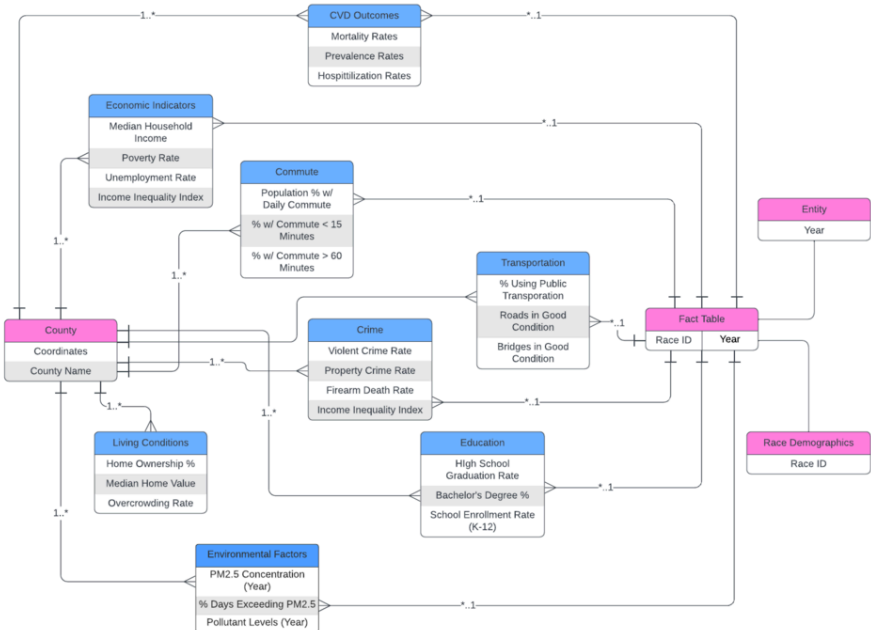 1..*
CVD Outcomes
*..1
Mortality Rates
Prevalence Rates
Hospittilization Rates
Economic Indicators
Median Household
Income
Poverty Rate
Unemployment Rate
Income Inequality Index
*..1
Commute
Population % w/
Daily Commute
% w/ Commute < 15
Minutes
% w/ Commute > 60
Minutes
*..1
Entity
Year
1..*
1..*
Transportation
% Using Public
Transporation
Roads in Good
Condition
Bridges in Good
Condition
*..1
Fact Table
Race ID
Year
County
Coordinates
County Name
1..*
Crime
Violent Crime Rate
Property Crime Rate
Firearm Death Rate
Income Inequality Index
*..1
1..*
1..*
Living Conditions
Home Ownership %
Median Home Value
Overcrowding Rate
Education
HIgh School
Graduation Rate
Bachelor's Degree %
School Enrollment Rate
(K-12)
*..1
Race Demographics
Race ID
1..*
Environmental Factors
PM2.5 Concentration
(Year)
% Days Exceeding PM2.5
Pollutant Levels (Year)
*..1